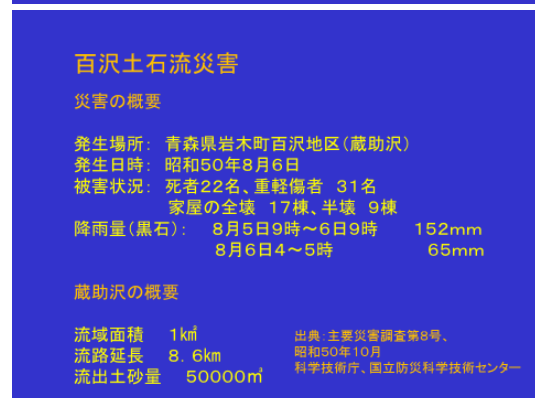 百沢土石流災害
災害の概要
発生場所： 青森県岩木町百沢地区（蔵助沢）
発生日時： 昭和50年8月6日
被害状況： 死者22名、重軽傷者 31名
家屋の全壊 17棟、半壊 9棟
降雨量（黒石）： 8月5日9時～6日9時 152mm
8月6日4～5時 65mm
蔵助沢の概要
流域面積 1㎢
流路延長 8．6km
流出土砂量 50000㎥
出典：主要災害調査第8号、
昭和50年10月
科学技術庁、国立防災科学技術センター